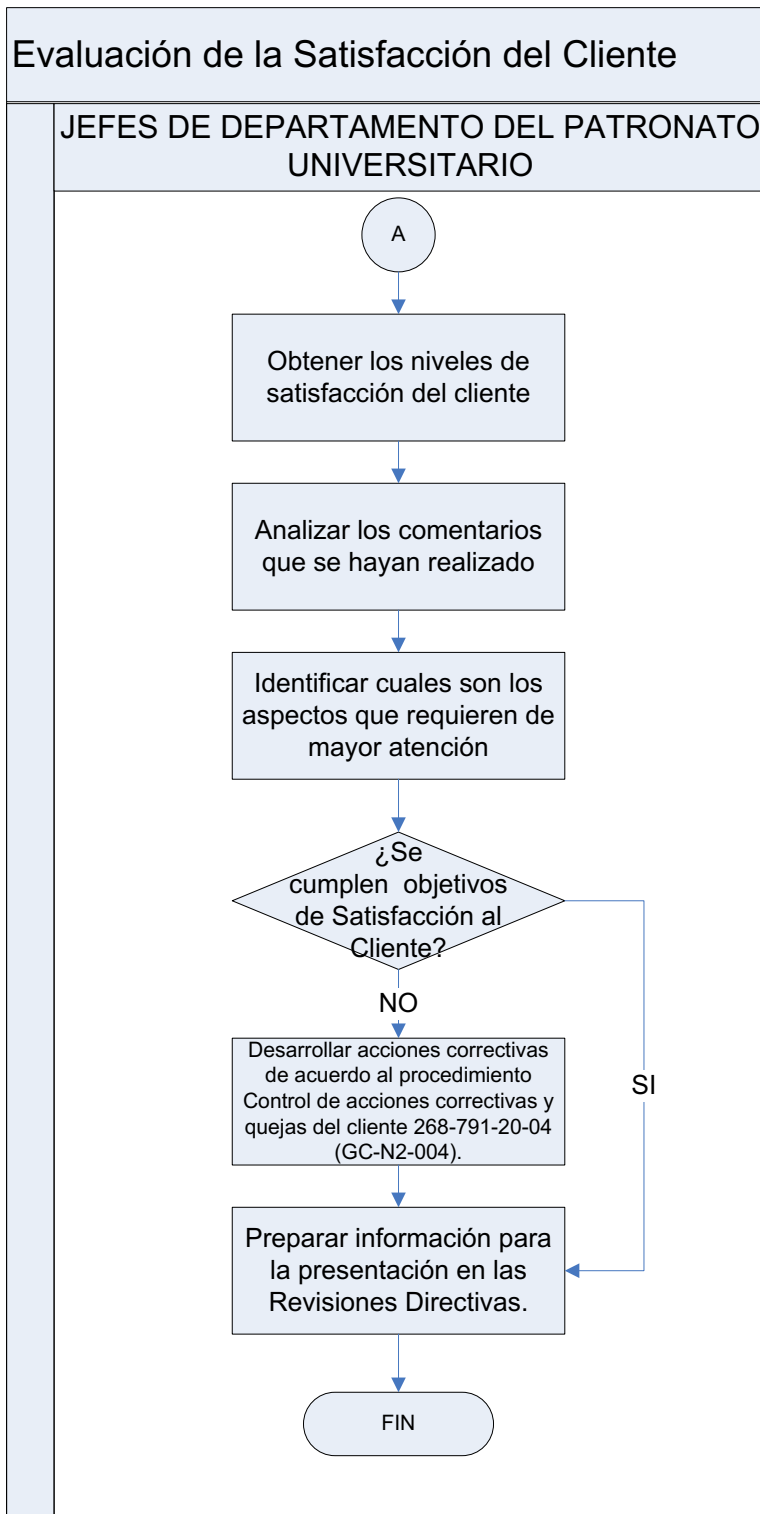 Evaluación de la Satisfacción del Cliente
JEFES DE DEPARTAMENTO DEL PATRONATO
UNIVERSITARIO
A
Obtener los niveles de
satisfacción del cliente
Analizar los comentarios
que se hayan realizado
Identificar cuales son los
aspectos que requieren de
mayor atención
¿Se
cumplen objetivos
de Satisfacción al
Cliente?
NO
Desarrollar acciones correctivas
de acuerdo al procedimiento
Control de acciones correctivas y
quejas del cliente 268-791-20-04
(GC-N2-004).
SI
Preparar información para
la presentación en las
Revisiones Directivas.
FIN